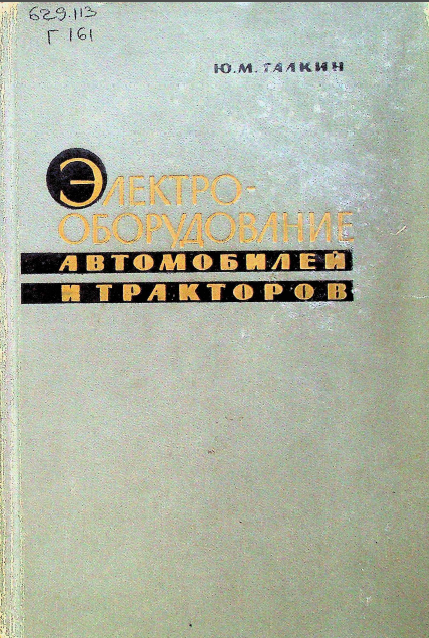 629.113
Г 161
Ю.М.ГАЛКИН
ЭЛЕКТРО-
ОБОРУДОВАНИЕ
АВТОМОБИЛЕЙ
И ТРАКТОРОВ